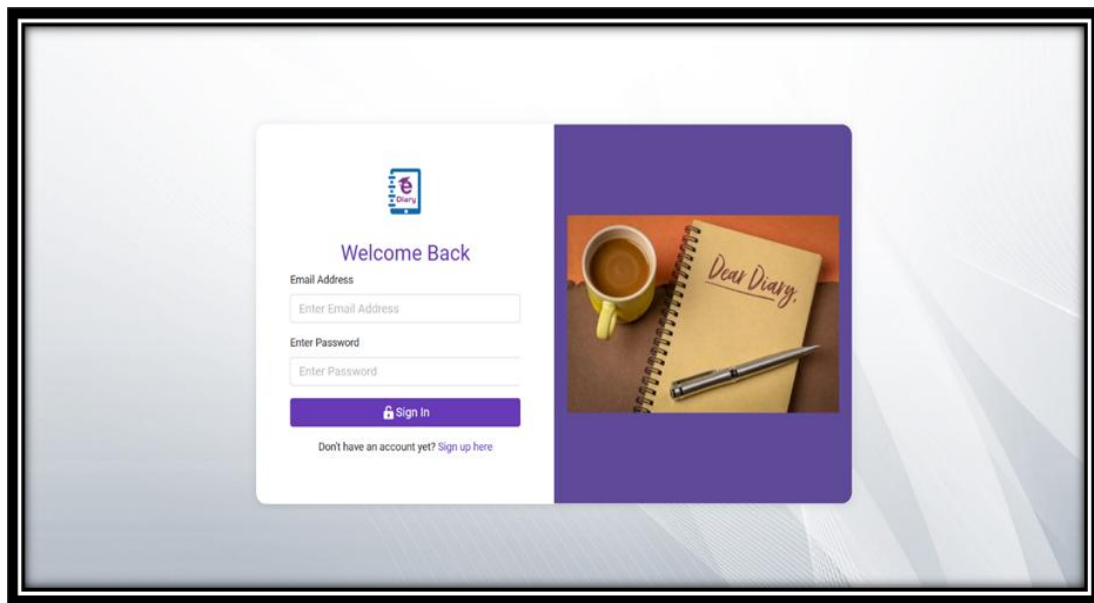 e
Diary
Welcome Back
Email Address
Enter Email Address
Enter Password
Enter Password
Sign In
Don't have an account yet? Sign up here
Dear Diary,